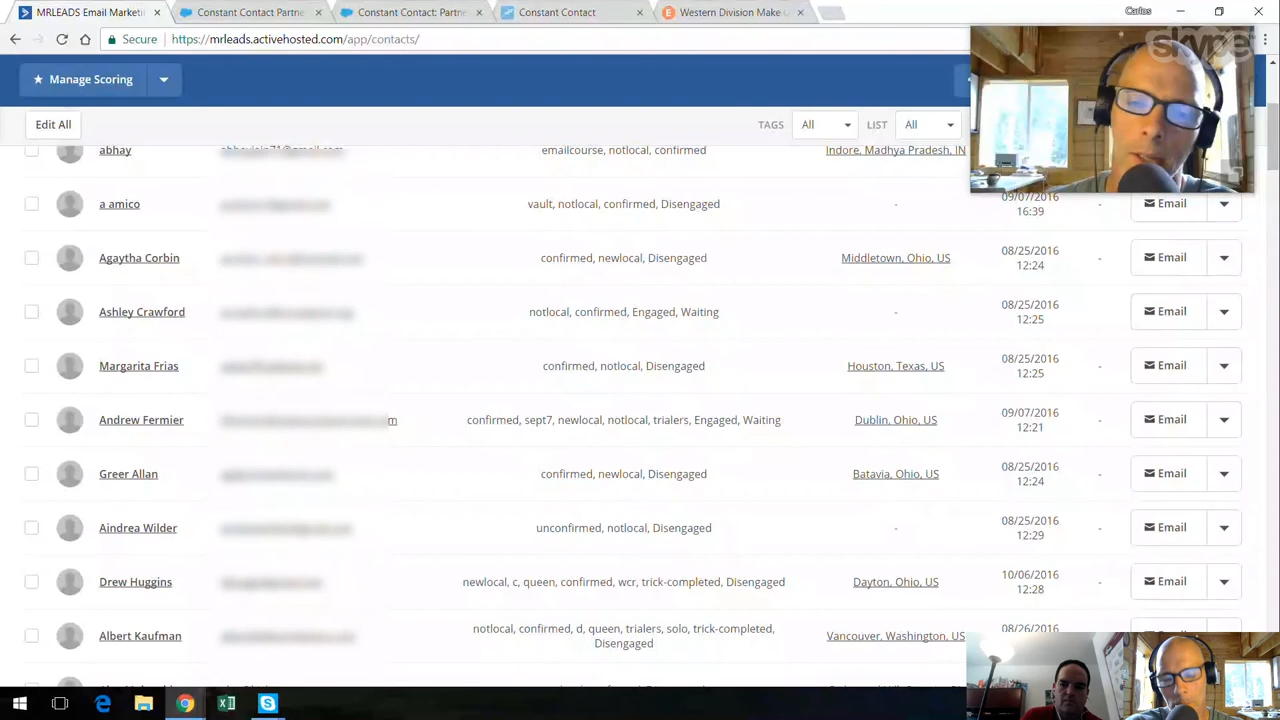 MRLEADS Email Marketi
Constant Contact Partne
Constant Contact: Partne
Constant Contact
Western Division Make U
Carlos
Secure
https://mrleads.activehosted.com/app/contacts/
skype™
Manage Scoring
Edit All
TAGS
All
LIST
All
abhay
emailcourse, notlocal, confirmed
Indore, Madhya Pradesh, IN
a amico
vault, notlocal, confirmed, Disengaged
-
09/07/2016
16:39
Email
Agaytha Corbin
confirmed, newlocal, Disengaged
Middletown, Ohio, US
08/25/2016
12:24
-
Email
Ashley Crawford
notlocal, confirmed, Engaged, Waiting
-
08/25/2016
12:25
-
Email
Margarita Frias
confirmed, notlocal, Disengaged
Houston, Texas, US
08/25/2016
12:25
-
Email
Andrew Fermier
m
confirmed, sept7, newlocal, notlocal, trialers, Engaged, Waiting
Dublin, Ohio, US
09/07/2016
12:21
-
Email
Greer Allan
confirmed, newlocal, Disengaged
Batavia, Ohio, US
08/25/2016
12:24
-
Email
Aindrea Wilder
unconfirmed, notlocal, Disengaged
-
08/25/2016
12:29
-
Email
Drew Huggins
newlocal, c, queen, confirmed, wcr, trick-completed, Disengaged
Dayton, Ohio, US
10/06/2016
12:28
-
Email
Albert Kaufman
notlocal, confirmed, d, queen, trialers, solo, trick-completed,
Disengaged
Vancouver, Washington, US
08/26/2016